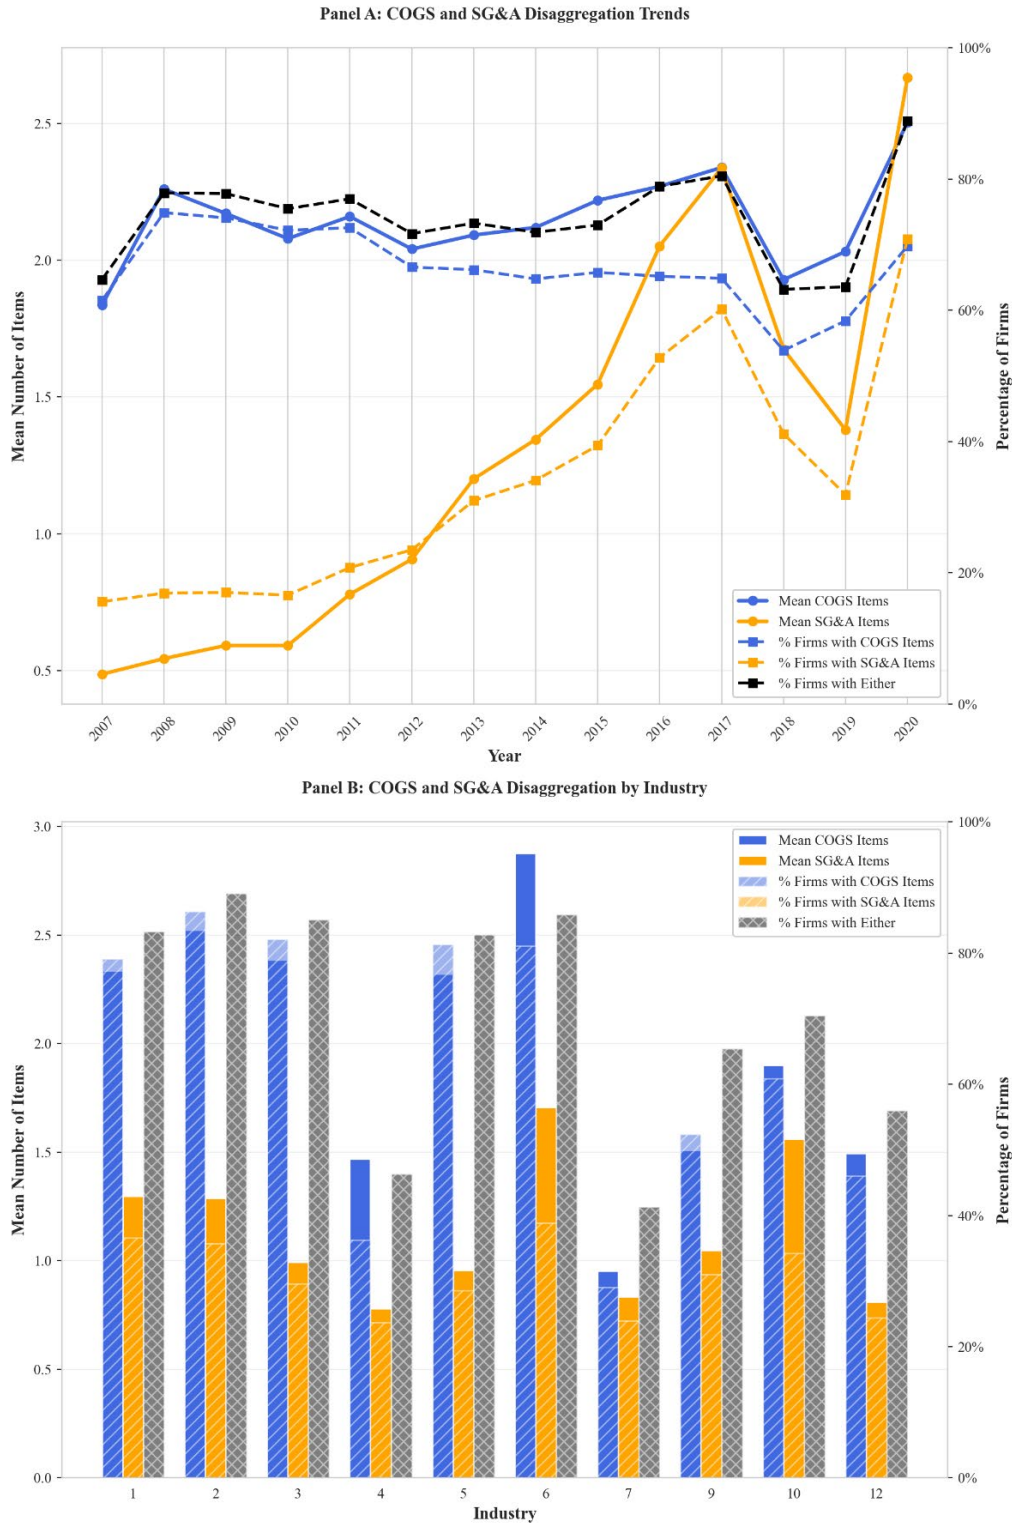 Panel A: COGS and SG&A Disaggregation Trends
100%
2.5
80%
2.0
Mean Number of Items
60%
Percentage of Firms
1.5
40%
1.0
20%
0.5
0%
Mean COGS Items
Mean SG&A Items
% Firms with COGS Items
% Firms with SG&A Items
% Firms with Either
2007 2008 2009 2010 2011 2012 2013 2014 2015 2016 2017 2018 2019 2020
Year
Panel B: COGS and SG&A Disaggregation by Industry
3.0
100%
Mean COGS Items
Mean SG&A Items
% Firms with COGS Items
% Firms with SG&A Items
% Firms with Either
2.5
80%
2.0
Mean Number of Items
60%
Percentage of Firms
1.5
40%
1.0
20%
0.5
0.0
0%
1 2 3 4 5 6 7 9 10 12
Industry